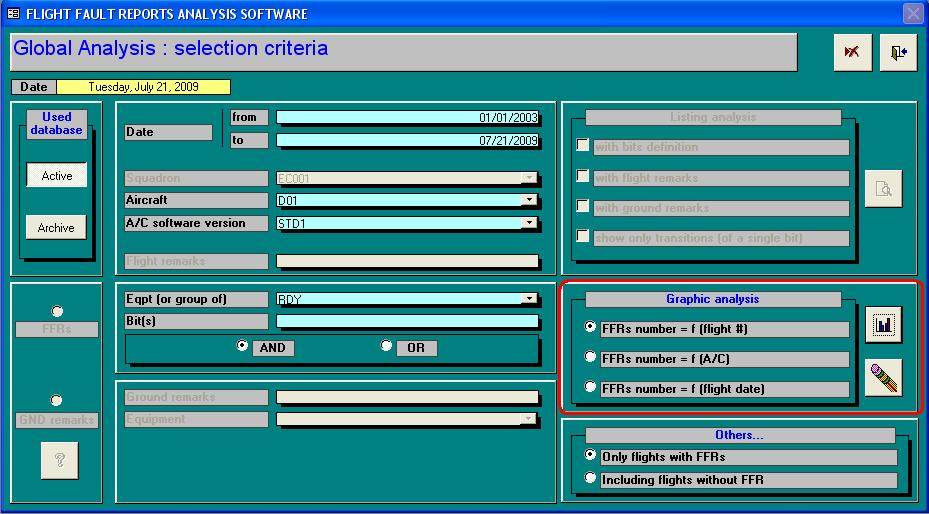 FLIGHT FAULT REPORTS ANALYSIS SOFTWARE
Global Analysis : selection criteria
Date
Tuesday, July 21, 2009
Used
database
Active
Archive
Date
from
01/01/2003
to
07/21/2009
Squadron
EC001
Aircraft
D01
A/C software version
STD1
Flight remarks
Listing analysis
with bits definition
with flight remarks
with ground remarks
show only transitions (of a single bit)
FFRs
GND remarks
?
Eqpt (or group of)
RDY
Bit(s)
AND
OR
Ground remarks
Equipment
Graphic analysis
FFRs number = f (flight #)
FFRs number = f (A/C)
FFRs number = f (flight date)
Others...
Only flights with FFRs
Including flights without FFR